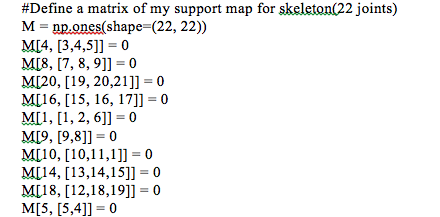 #Define a matrix of my support map for skeleton(22 joints)
M = np.ones(shape=(22, 22))
M[4, [3,4,5]] = 0
M[8, [7, 8, 9]] = 0
M[20, [19, 20,21]] = 0
M[16, [15, 16, 17]] = 0
M[1, [1, 2, 6]] = 0
M[9, [9,8]] = 0
M[10, [10,11,1]] = 0
M[14, [13,14,15]] = 0
M[18, [12,18,19]] = 0
M[5, [5,4]] = 0